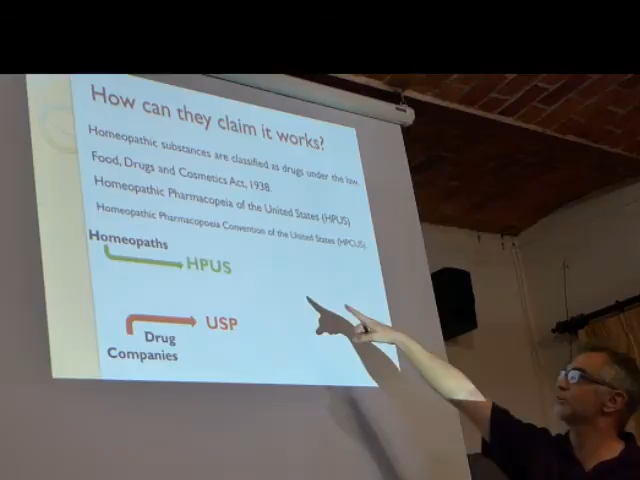 How can they claim it works?
Homeopathic substances are classified as drugs under the law.
Food, Drugs and Cosmetics Act, 1938.
Homeopathic Pharmacopeia of the United States (HPUS)
Homeopathic Pharmacopoeia Convention of the United States (HPCUS).
Homeopaths
HPUS
USP
Drug
Companies